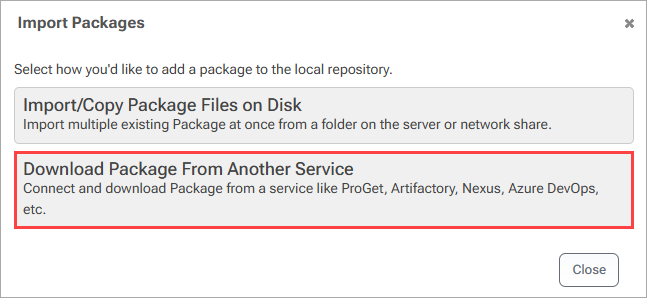 Import Packages
Select how you'd like to add a package to the local repository.
Import/Copy Package Files on Disk
Import multiple existing Package at once from a folder on the server or network share.
Download Package From Another Service
Connect and download Package from a service like ProGet, Artifactory, Nexus, Azure DevOps,
etc.
Close